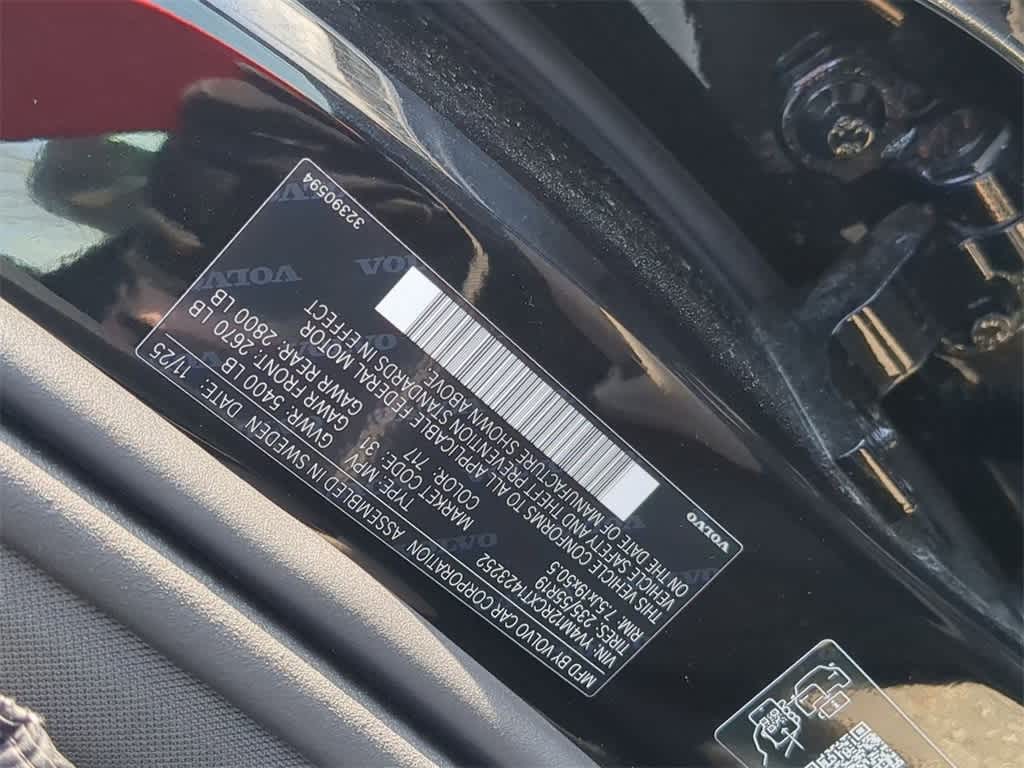 MFD BY VOLVO CAR CORPORATION ASSEMBLED IN SWEDEN DATE: 11/25
VIN: YV4M12RCXT1423252 TYPE: MPV GVWR: 5400 LB
TIRES: 235/55R19 MARKET CODE: 31 GAWR FRONT: 2670 LB
RIM: 7.5Jx19x50.5 COLOR: 717 GAWR REAR: 2800 LB
THIS VEHICLE CONFORMS TO ALL APPLICABLE FEDERAL MOTOR
VEHICLE SAFETY AND THEFT PREVENTION STANDARDS IN EFFECT
ON THE DATE OF MANUFACTURE SHOWN ABOVE
VOLVO 32390594